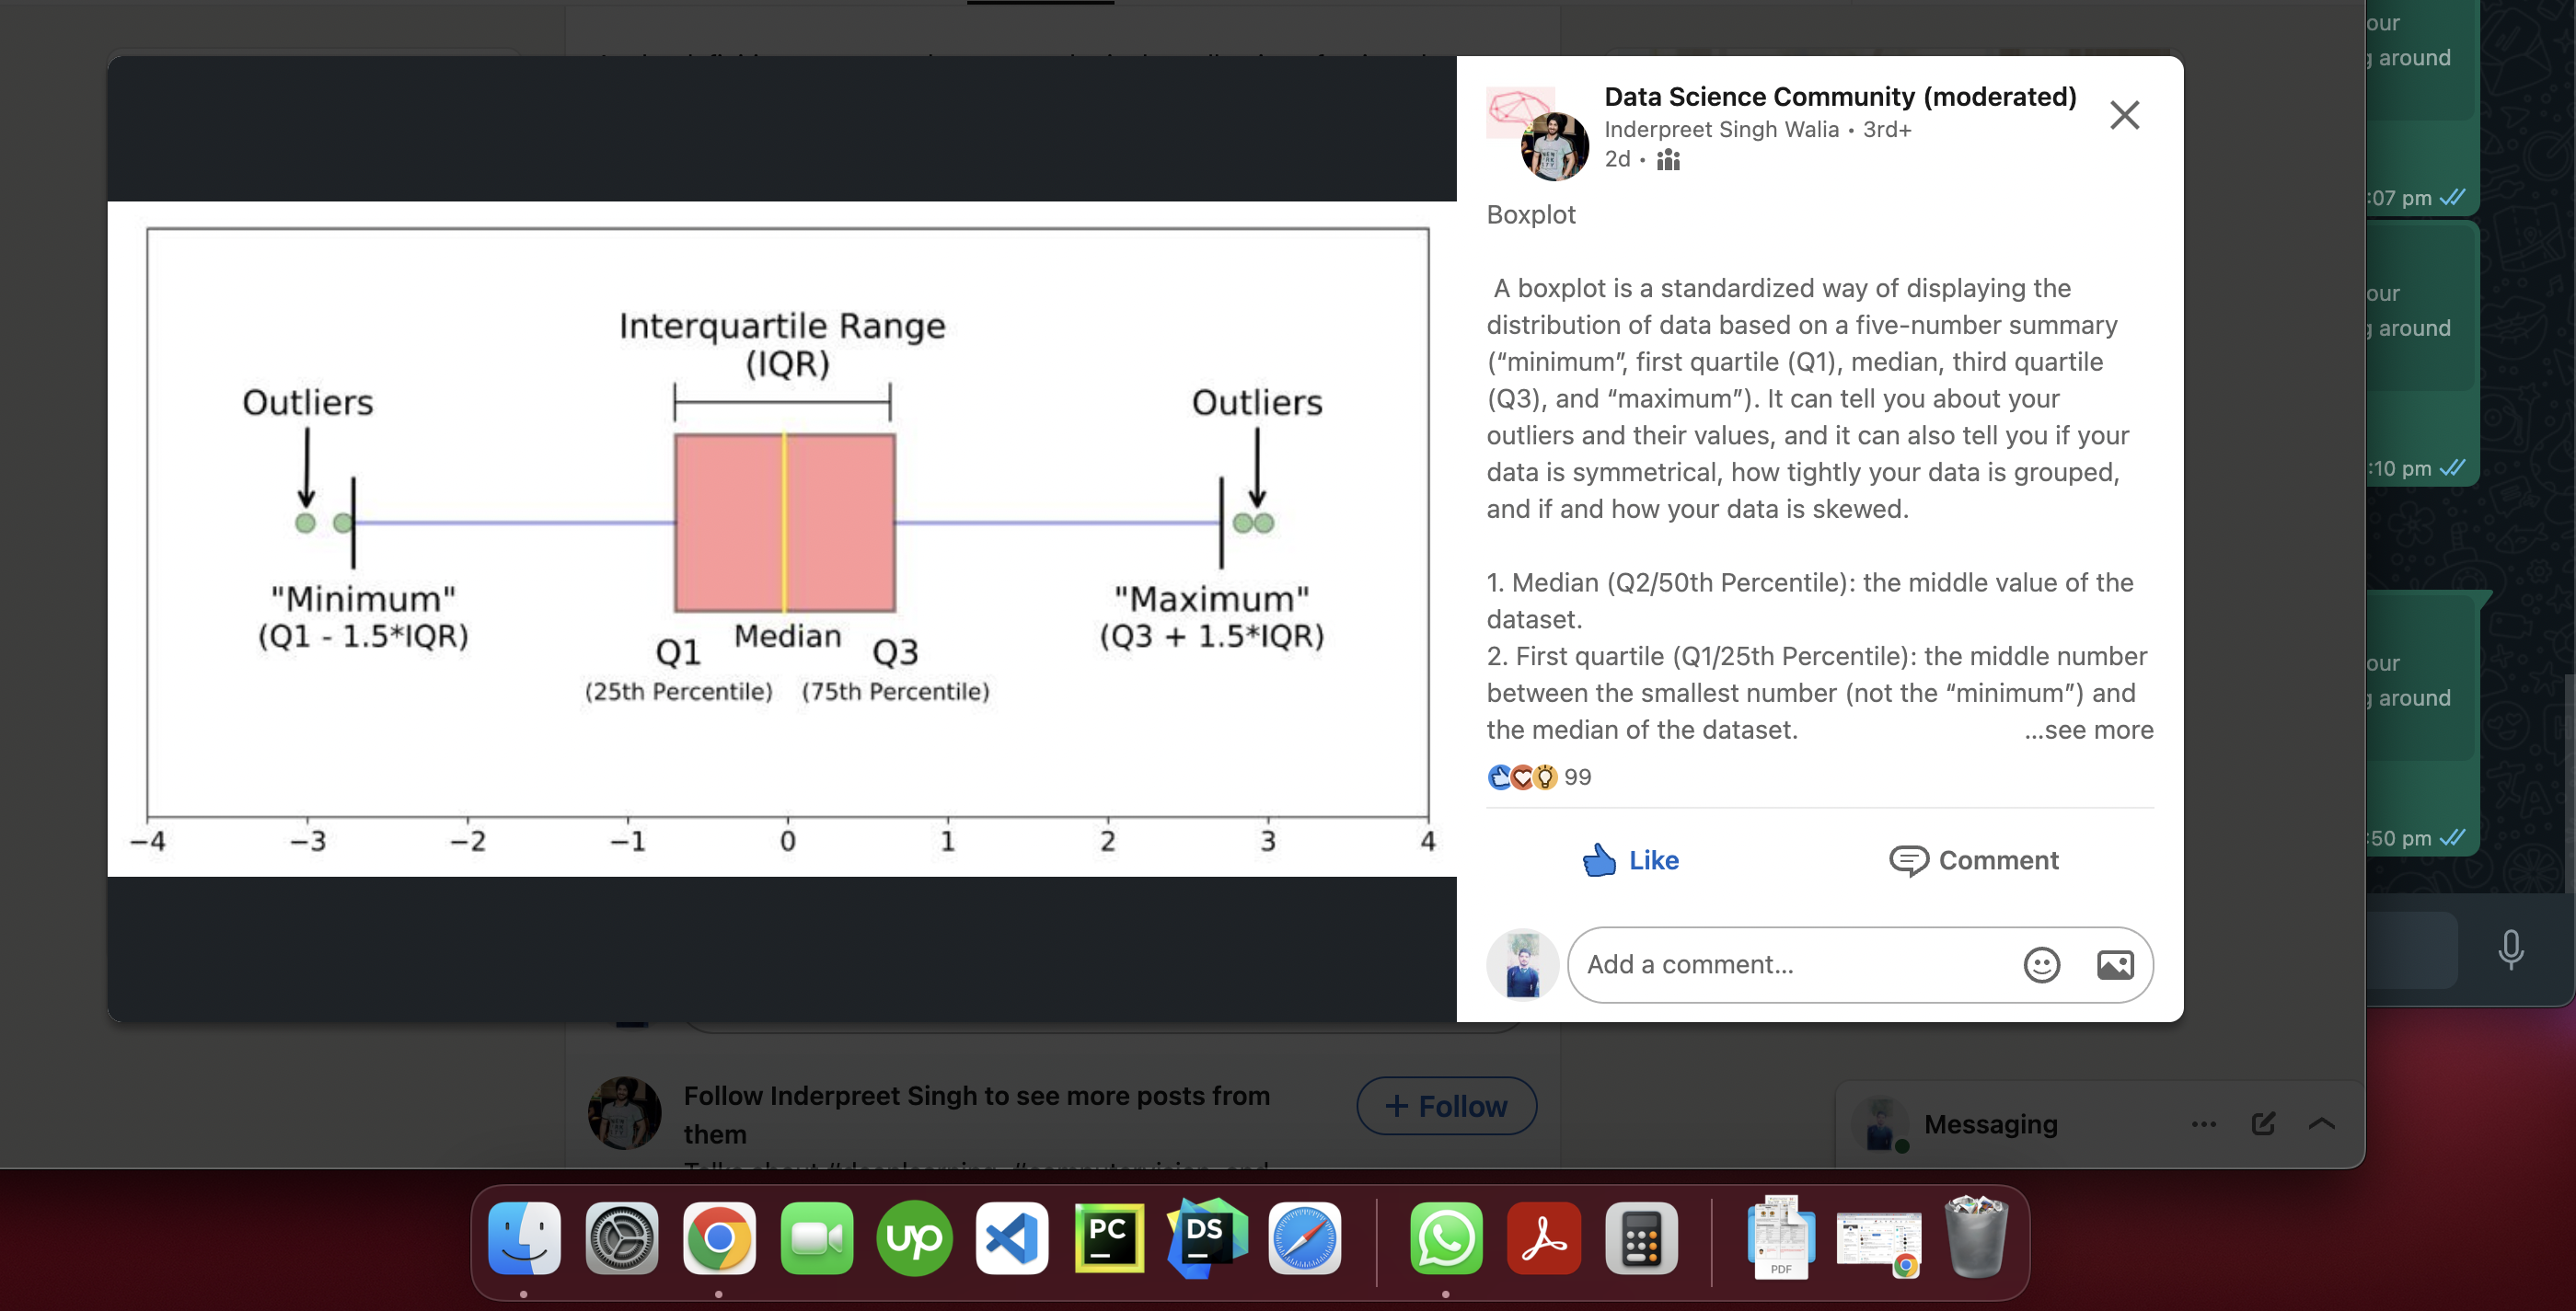 Interquartile Range
(IQR)
Outliers
Outliers
"Minimum"
(Q1 - 1.5*IQR)
"Maximum"
(Q3 + 1.5*IQR)
Q1
Median
Q3
(25th Percentile)
(75th Percentile)
−4
−3
−2
−1
0
1
2
3
4
Data Science Community (moderated)
Inderpreet Singh Walia • 3rd+
2d •
Boxplot
A boxplot is a standardized way of displaying the
distribution of data based on a five-number summary
(“minimum”, first quartile (Q1), median, third quartile
(Q3), and “maximum”). It can tell you about your
outliers and their values, and it can also tell you if your
data is symmetrical, how tightly your data is grouped,
and if and how your data is skewed.
1. Median (Q2/50th Percentile): the middle value of the
dataset.
2. First quartile (Q1/25th Percentile): the middle number
between the smallest number (not the “minimum”) and
the median of the dataset.
...see more
99
Like
Comment
Add a comment...
our
around
:07 pm
our
around
:10 pm
our
around
:50 pm
Follow Inderpreet Singh to see more posts from
them
+ Follow
Messaging
up
PC
DS
PDF